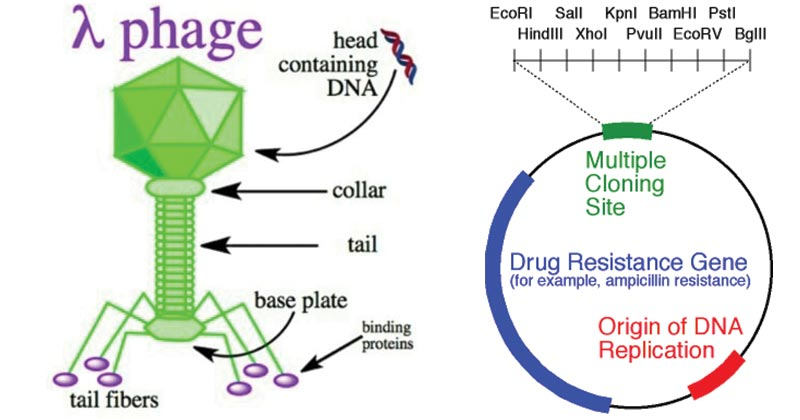 λ phage
head
containing
DNA
collar
tail
base plate
binding
proteins
tail fibers
EcoRI SalI KpnI BamHI PstI
HindIII XhoI PvuII EcoRV BglII
Multiple
Cloning
Site
Drug Resistance Gene
(for example, ampicillin resistance)
Origin of DNA
Replication